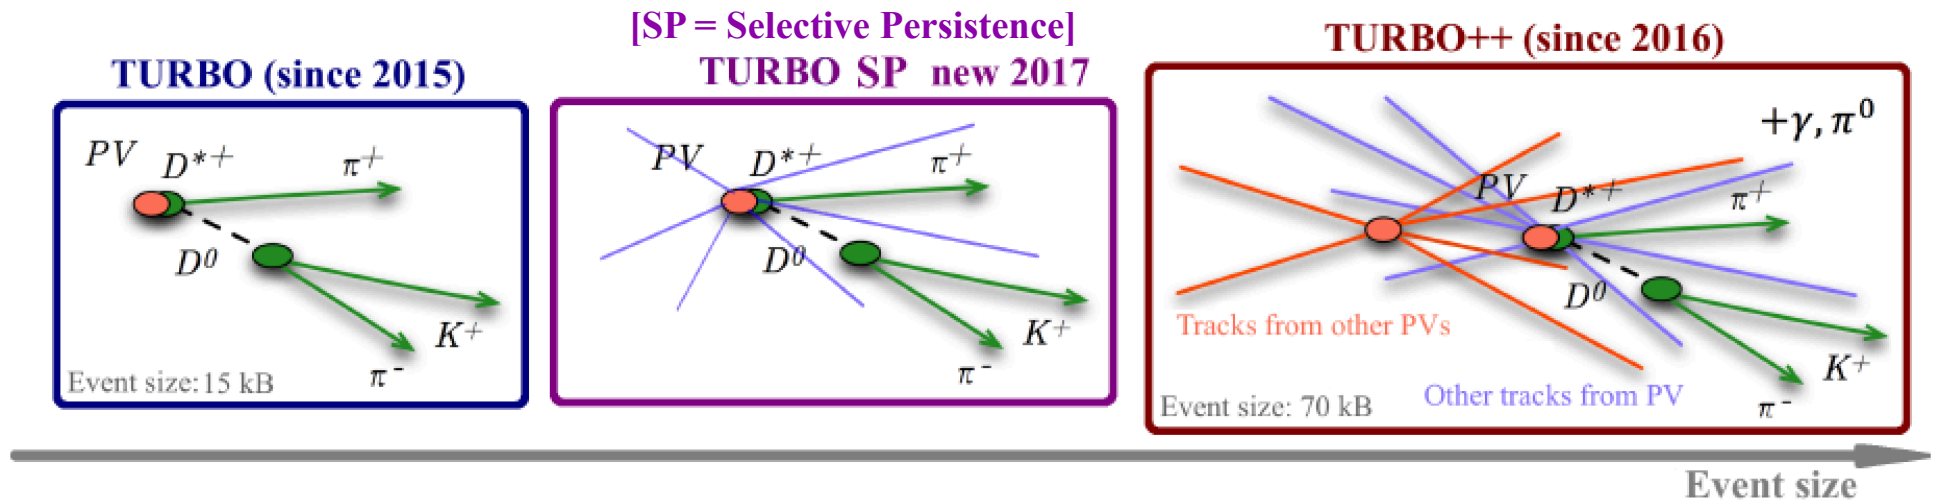 TURBO (since 2015)
PV D*+ π+
D0
K+
π-
Event size: 15 kB
[SP = Selective Persistence]
TURBO SP new 2017
PV D*+ π+
D0
K+
π-
TURBO++ (since 2016)
+γ, π0
PV D*+ π+
D0
Tracks from other PVs
K+
Other tracks from PV
π-
Event size: 70 kB
Event size